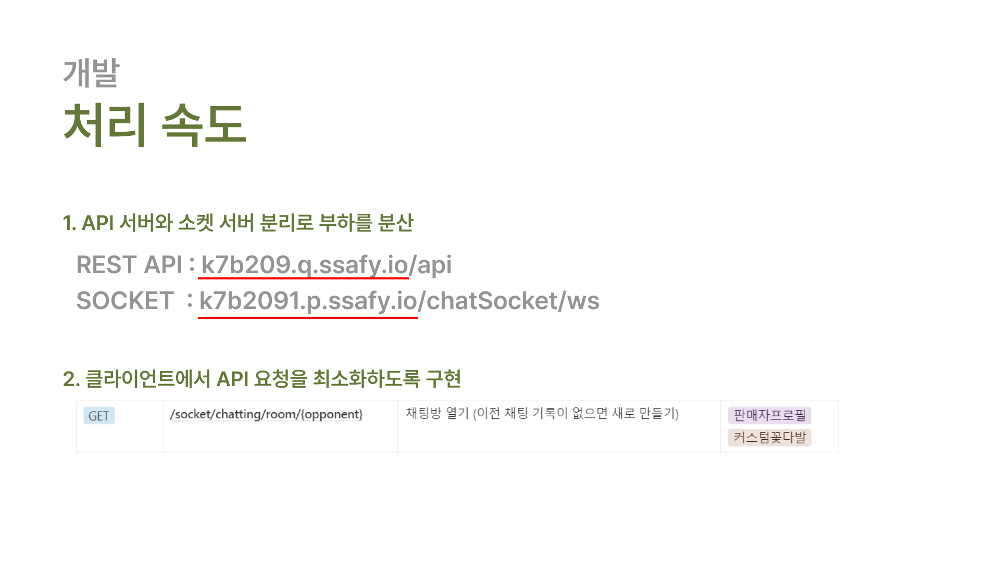 개발
처리 속도
1. API 서버와 소켓 서버 분리로 부하를 분산
REST API : k7b209.q.ssafy.io/api
SOCKET : k7b2091.p.ssafy.io/chatSocket/ws
2. 클라이언트에서 API 요청을 최소화하도록 구현
GET /socket/chatting/room/{opponent} 채팅방 열기 (이전 채팅 기록이 없으면 새로 만들기) 판매자프로필
커스텀꽃다발